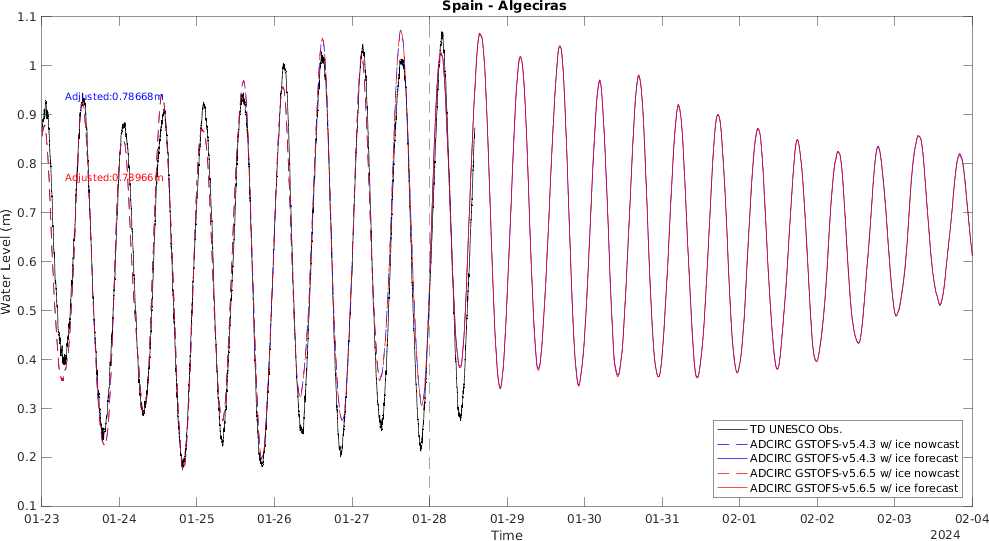 Spain - Algeciras
1.1
1
0.9
0.8
0.7
0.6
0.5
0.4
0.3
0.2
0.1
Water Level (m)
Adjusted:0.78668m
Adjusted:0.78966m
TD UNESCO Obs.
ADCIRC GSTOFS-v5.4.3 w/ ice nowcast
ADCIRC GSTOFS-v5.4.3 w/ ice forecast
ADCIRC GSTOFS-v5.6.5 w/ ice nowcast
ADCIRC GSTOFS-v5.6.5 w/ ice forecast
01-23 01-24 01-25 01-26 01-27 01-28 01-29 01-30 01-31 02-01 02-02 02-03 02-04
Time
2024